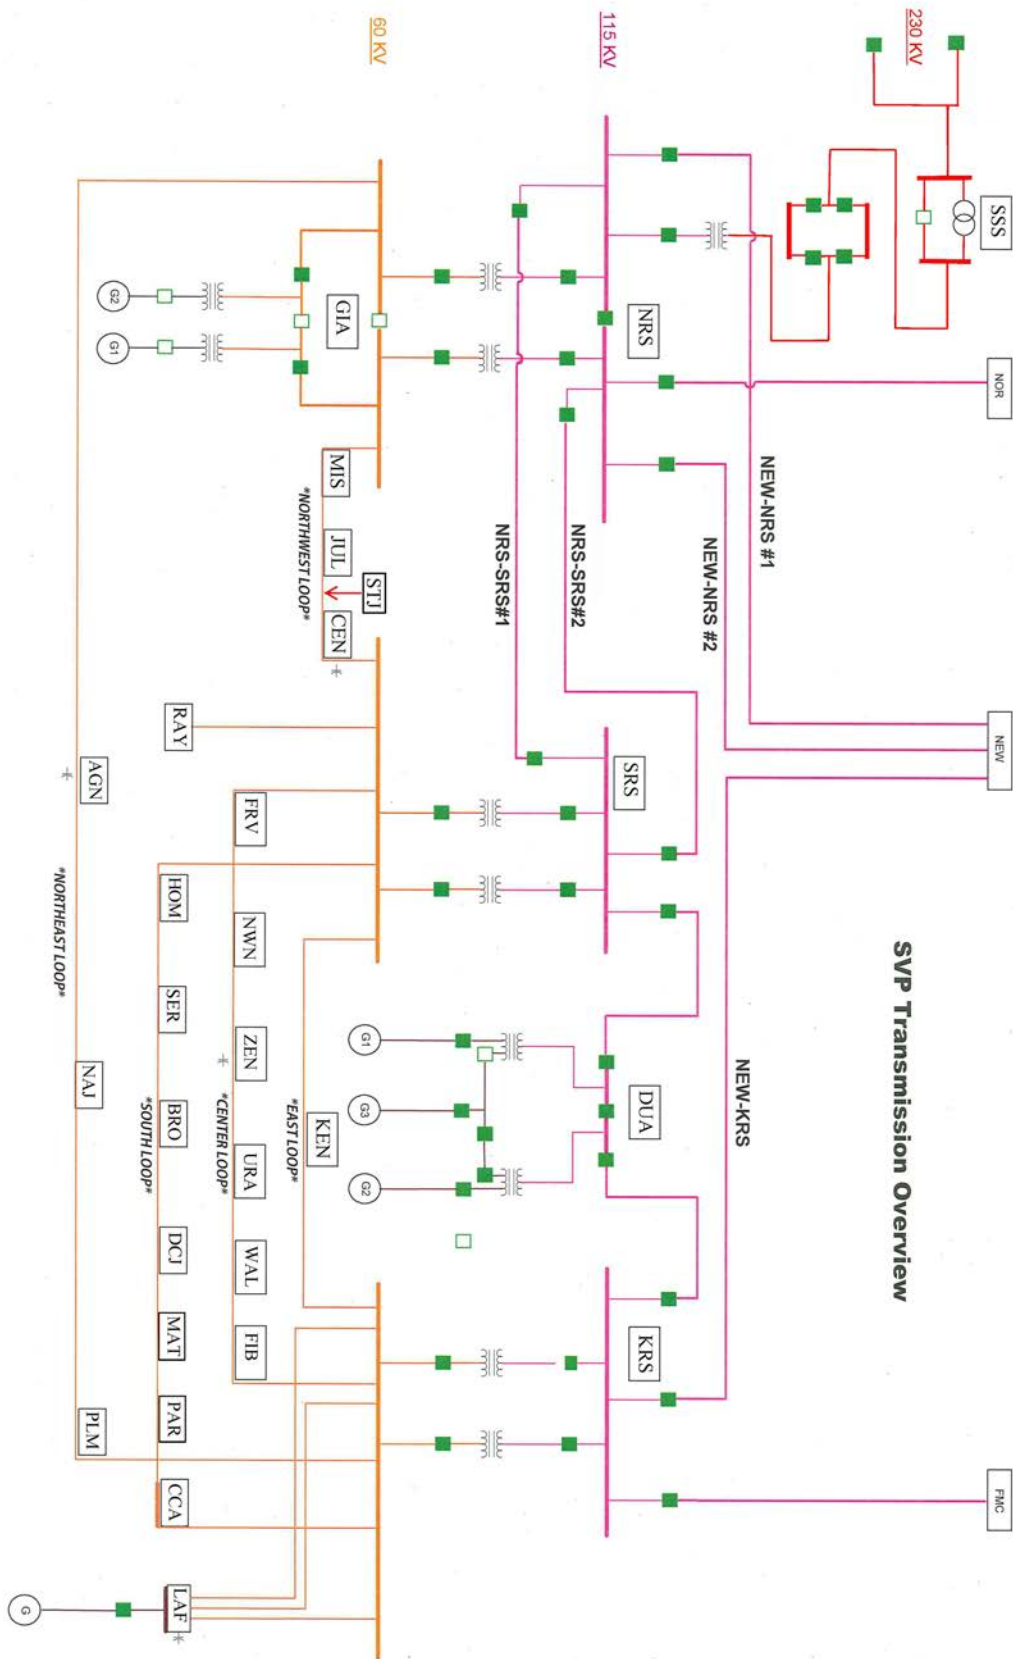 SVP Transmission Overview
230 KV
115 KV
60 KV
SSS
NOR
NEW
FMC
NEW-NRS #1
NEW-NRS #2
NEW-KRS
NRS-SRS#2
NRS-SRS#1
NRS
SRS
DUA
KRS
G1
G3
G2
GIA
G2
G1
MIS
JUL
STJ
CEN
*NORTHWEST LOOP*
RAY
KEN
*EAST LOOP*
FRV
NWN
ZEN
URA
WAL
FIB
*CENTER LOOP*
HOM
SER
BRO
DCJ
MAT
PAR
CCA
*SOUTH LOOP*
LAF
G
AGN
NAJ
PLM
*NORTHEAST LOOP*